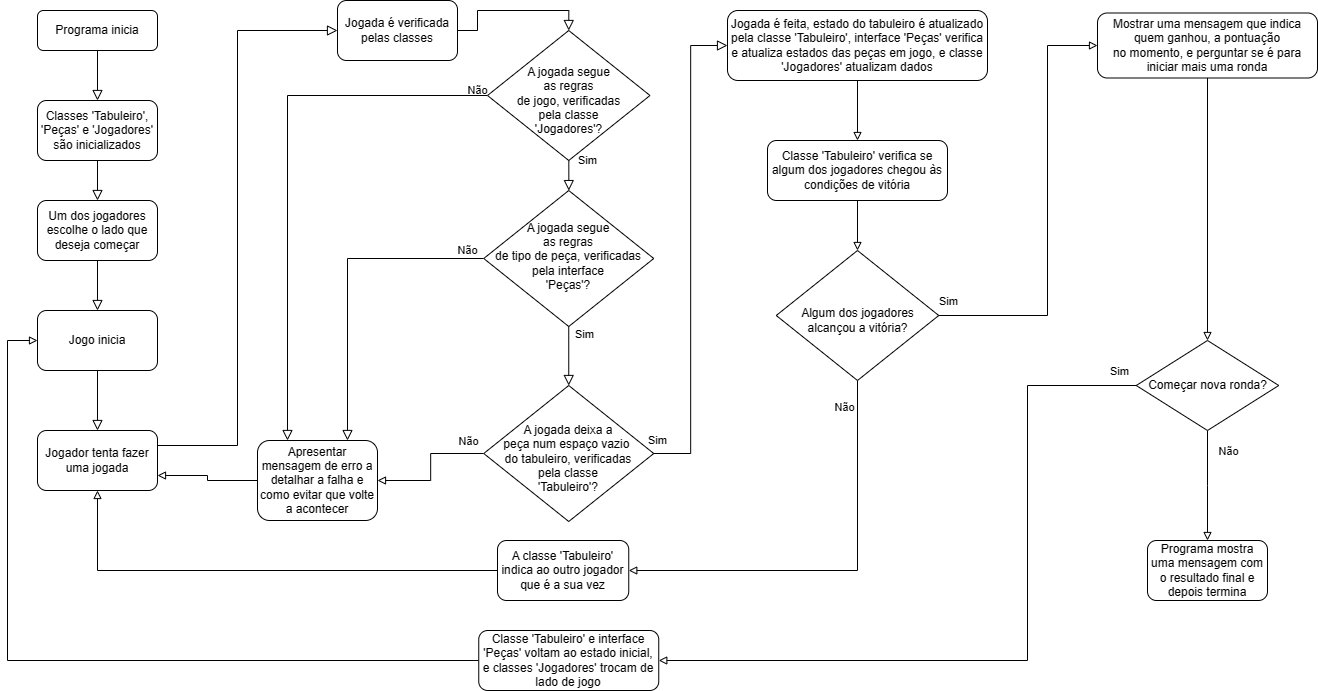 Programa inicia
Classes 'Tabuleiro',
'Peças' e 'Jogadores'
são inicializados
Um dos jogadores
escolhe o lado que
deseja começar
Jogo inicia
Jogador tenta fazer
uma jogada
Jogada é verificada
pelas classes
A jogada segue
as regras
de jogo, verificadas
pela classe
'Jogadores'?
Não
Sim
A jogada segue
as regras
de tipo de peça, verificadas
pela interface
'Peças'?
Não
Sim
A jogada deixa a
peça num espaço vazio
do tabuleiro, verificadas
pela classe
'Tabuleiro'?
Não
Sim
Apresentar
mensagem de erro a
detalhar a falha e
como evitar que volte
a acontecer
Jogada é feita, estado do tabuleiro é atualizado
pela classe 'Tabuleiro', interface 'Peças' verifica
e atualiza estados das peças em jogo, e classe
'Jogadores' atualizam dados
Classe 'Tabuleiro' verifica se
algum dos jogadores chegou às
condições de vitória
Algum dos jogadores
alcançou a vitória?
Sim
Não
A classe 'Tabuleiro'
indica ao outro jogador
que é a sua vez
Mostrar uma mensagem que indica
quem ganhou, a pontuação
no momento, e perguntar se é para
iniciar mais uma ronda
Começar nova ronda?
Sim
Não
Programa mostra
uma mensagem com
o resultado final e
depois termina
Classe 'Tabuleiro' e interface
'Peças' voltam ao estado inicial,
e classes 'Jogadores' trocam de
lado de jogo